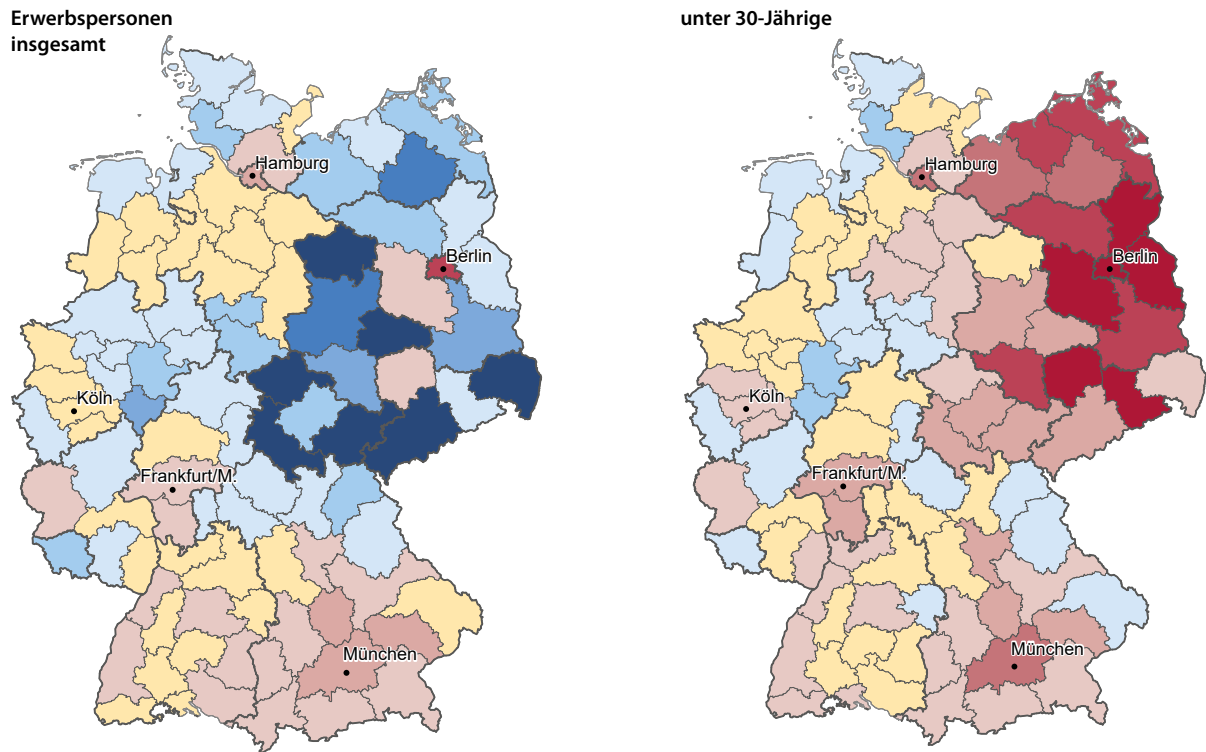 Erwerbspersonen
insgesamt
Hamburg
Berlin
Köln
Frankfurt/M.
München
unter 30-Jährige
Hamburg
Berlin
Köln
Frankfurt/M.
München